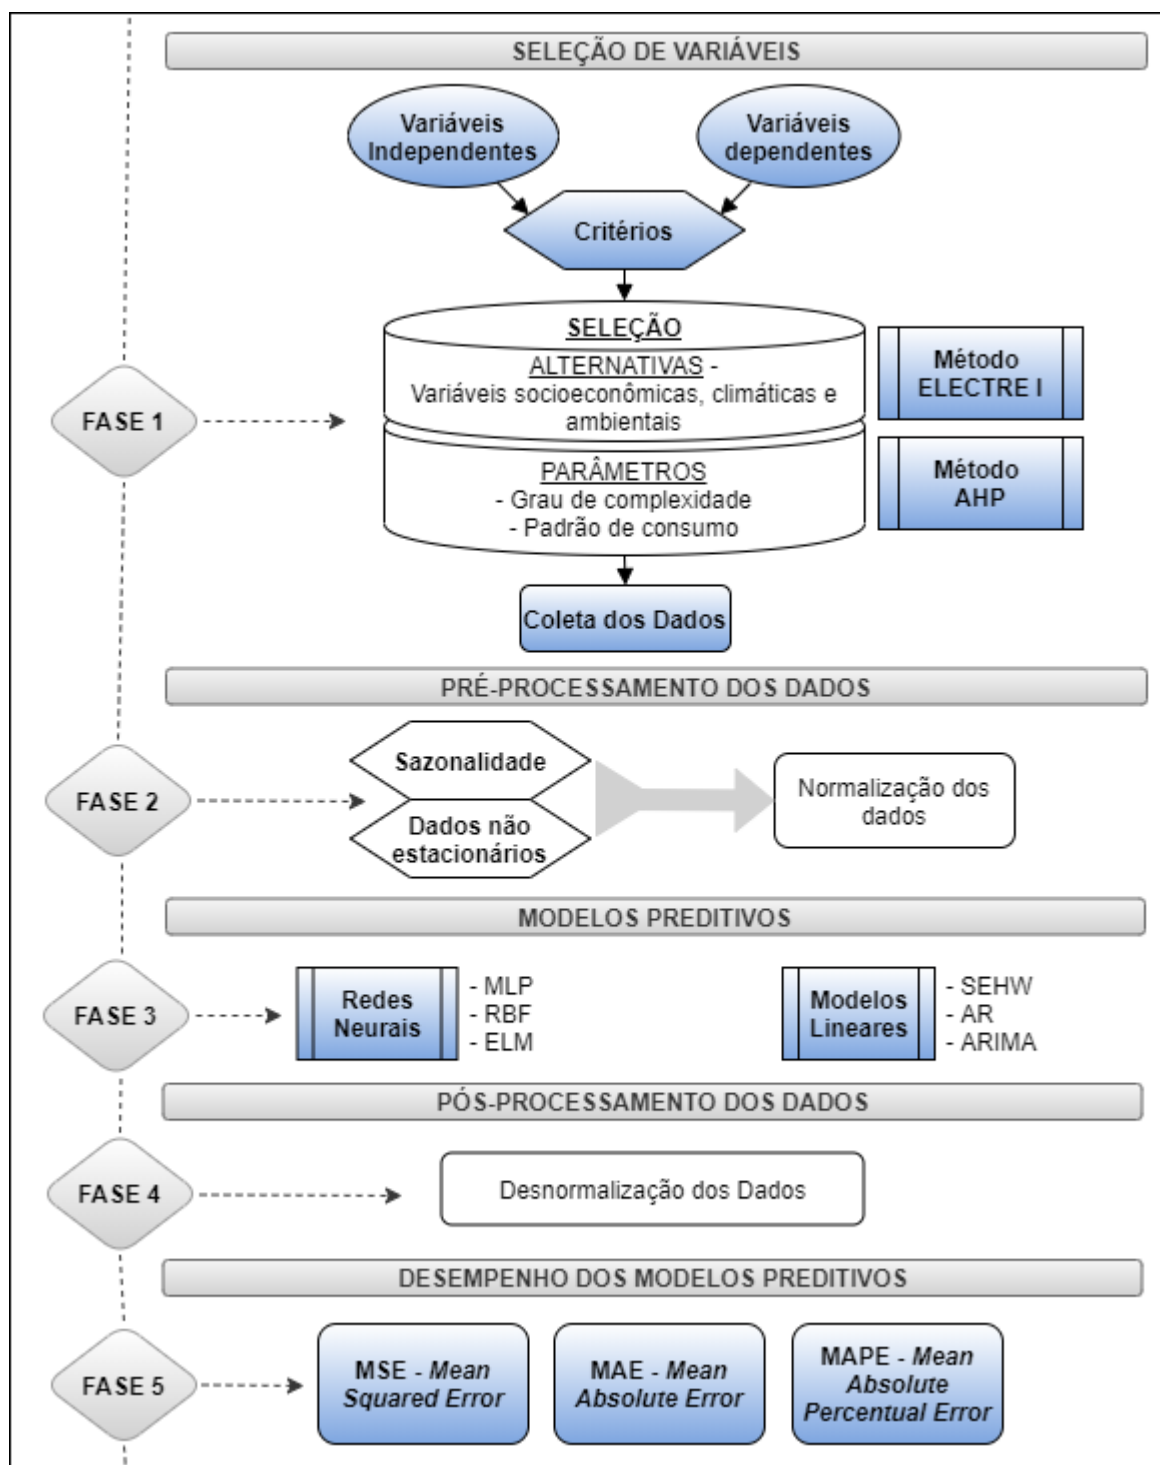 SELEÇÃO DE VARIÁVEIS
Variáveis
Independentes
Variáveis
dependentes
Critérios
SELEÇÃO
ALTERNATIVAS -
Variáveis socioeconômicas, climáticas e
ambientais
Método
ELECTRE I
FASE 1
PARÂMETROS
- Grau de complexidade
- Padrão de consumo
Método
AHP
Coleta dos Dados
PRÉ-PROCESSAMENTO DOS DADOS
FASE 2
Sazonalidade
Dados não
estacionários
Normalização dos
dados
MODELOS PREDITIVOS
FASE 3
Redes
Neurais
- MLP
- RBF
- ELM
Modelos
Lineares
- SEHW
- AR
- ARIMA
PÓS-PROCESSAMENTO DOS DADOS
FASE 4
Desnormalização dos Dados
DESEMPENHO DOS MODELOS PREDITIVOS
FASE 5
MSE - Mean
Squared Error
MAE - Mean
Absolute Error
MAPE - Mean
Absolute
Percentual Error